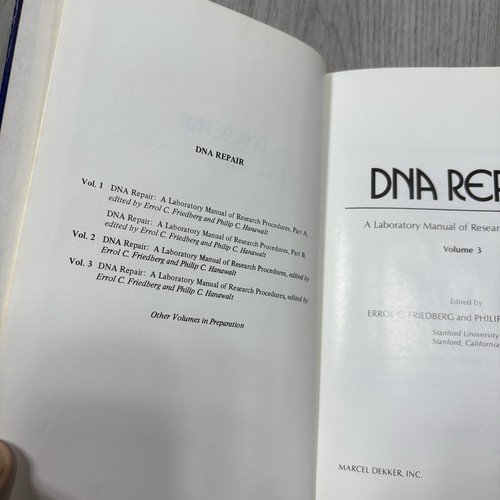 DNA REPAIR
Vol. 1 DNA Repair: A Laboratory Manual of Research Procedures, Part A,
edited by Errol C. Friedberg and Philip C. Hanawalt
DNA Repair: A Laboratory Manual of Research Procedures, Part B,
edited by Errol C. Friedberg and Philip C. Hanawalt
Vol. 2 DNA Repair: A Laboratory Manual of Research Procedures, edited by
Errol C. Friedberg and Philip C. Hanawalt
Vol. 3 DNA Repair: A Laboratory Manual of Research Procedures, edited by
Errol C. Friedberg and Philip C. Hanawalt
Other Volumes in Preparation
DNA REP
A Laboratory Manual of Research
Volume 3
Edited by
ERROL C. FRIEDBERG and PHILIP
Stanford University
Stanford, California
MARCEL DEKKER, INC.